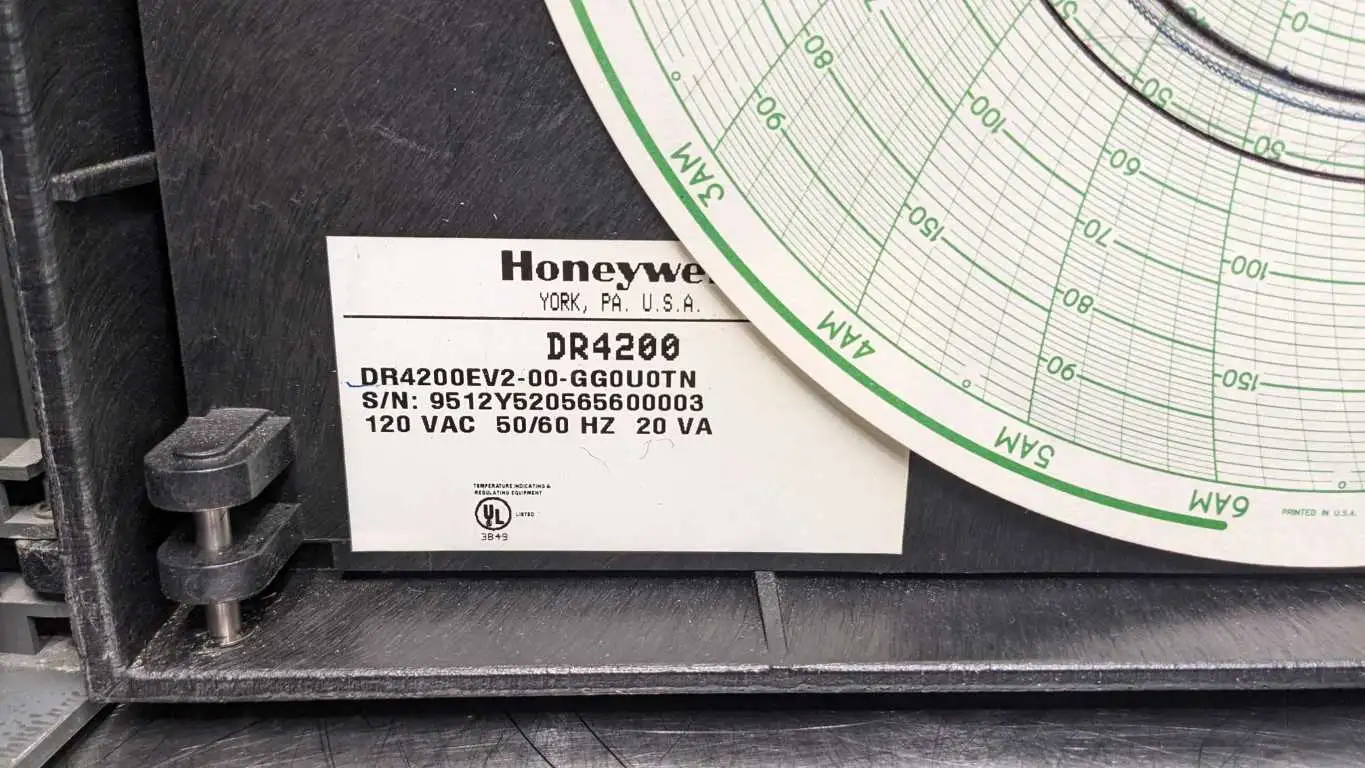 Honeywe
YORK, PA. U.S.A.
DR4200
DR4200EV2-00-GG0U0TN
S/N: 9512Y520565600003
120 VAC 50/60 HZ 20 VA
TEMPERATURE INDICATING &
REGULATING EQUIPMENT
UL
LISTED
3B49
3AM
4AM
5AM
6AM
PRINTED IN U.S.A.
80
90
100
150
50
60
70
80
90
50
100
150
0